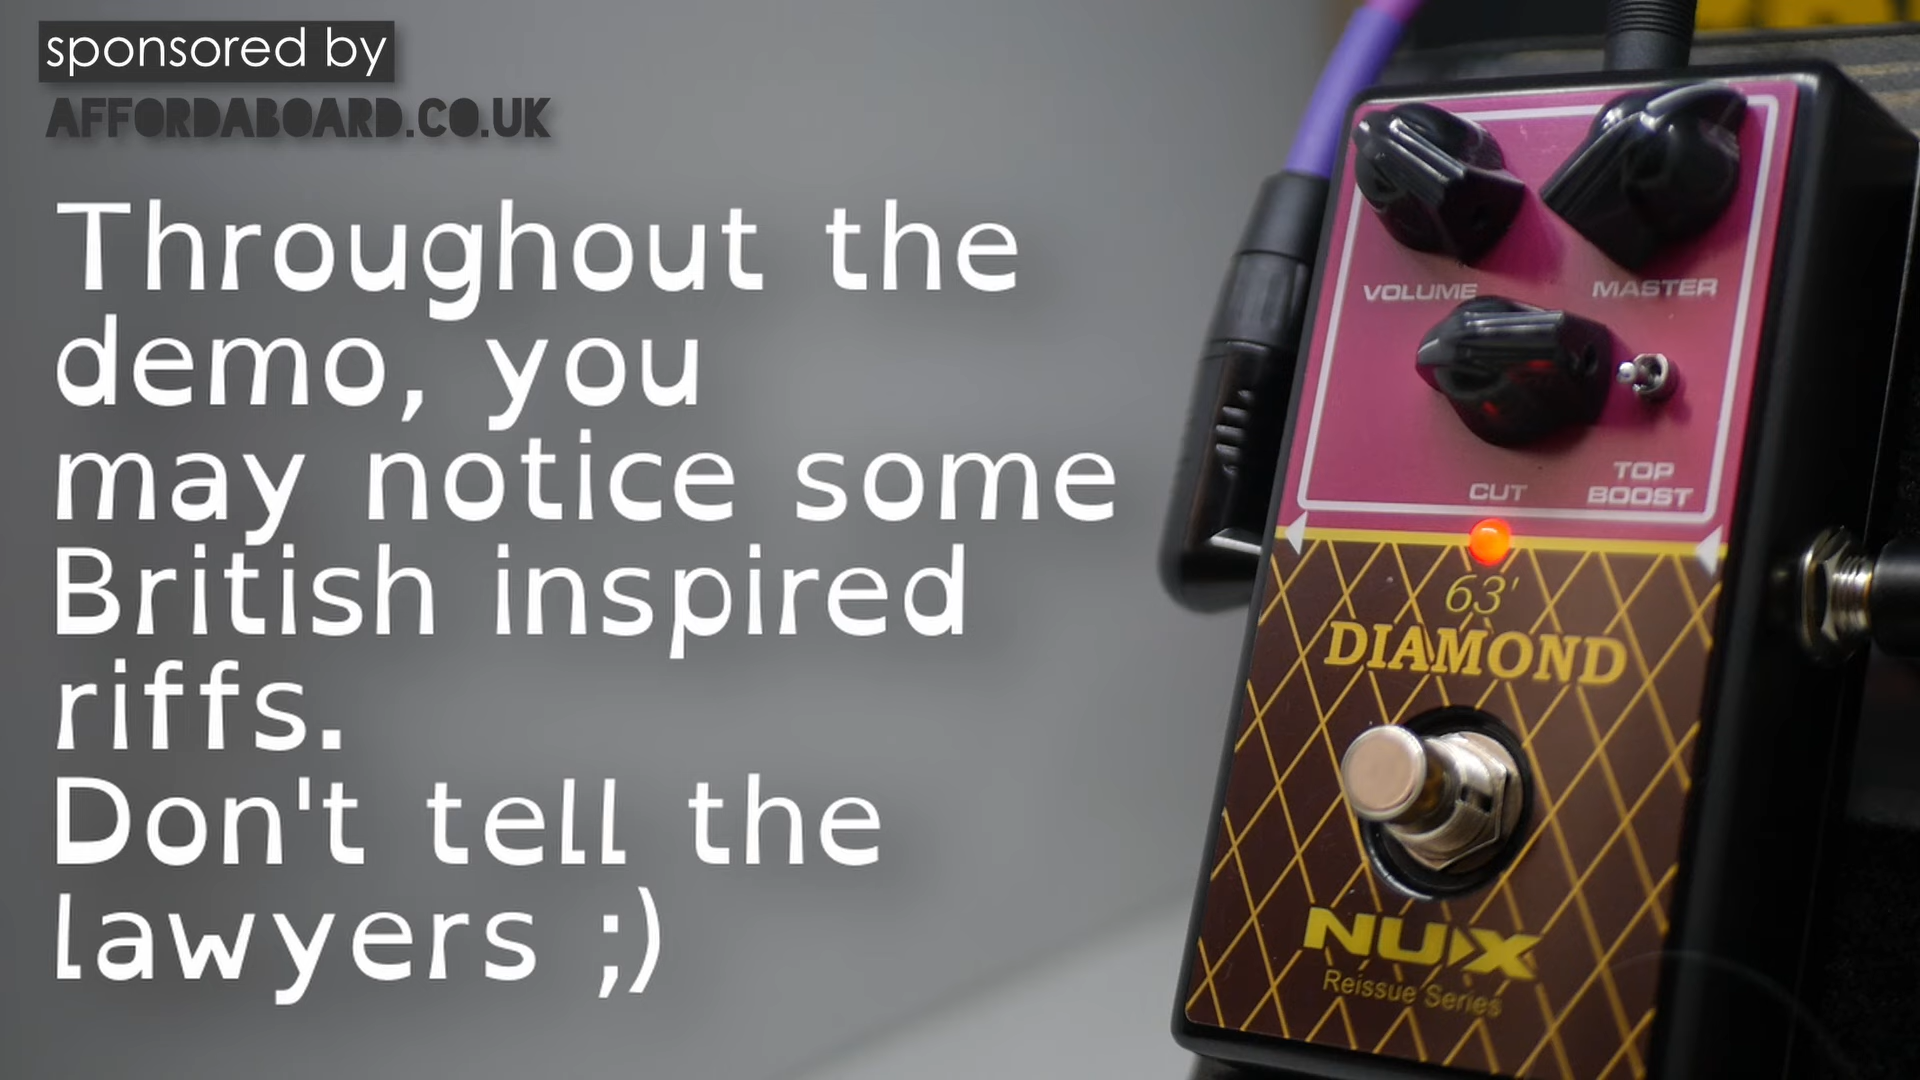 sponsored by
AFFORDABOARD.CO.UK
Throughout the
demo, you
may notice some
British inspired
riffs.
Don't tell the
lawyers ;)
VOLUME
MASTER
CUT
TOP
BOOST
63'
DIAMOND
NUX
Reissue Series